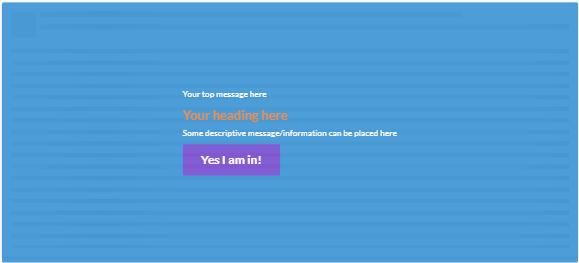 Your top message here
Your heading here
Some descriptive message/information can be placed here
Yes I am in!